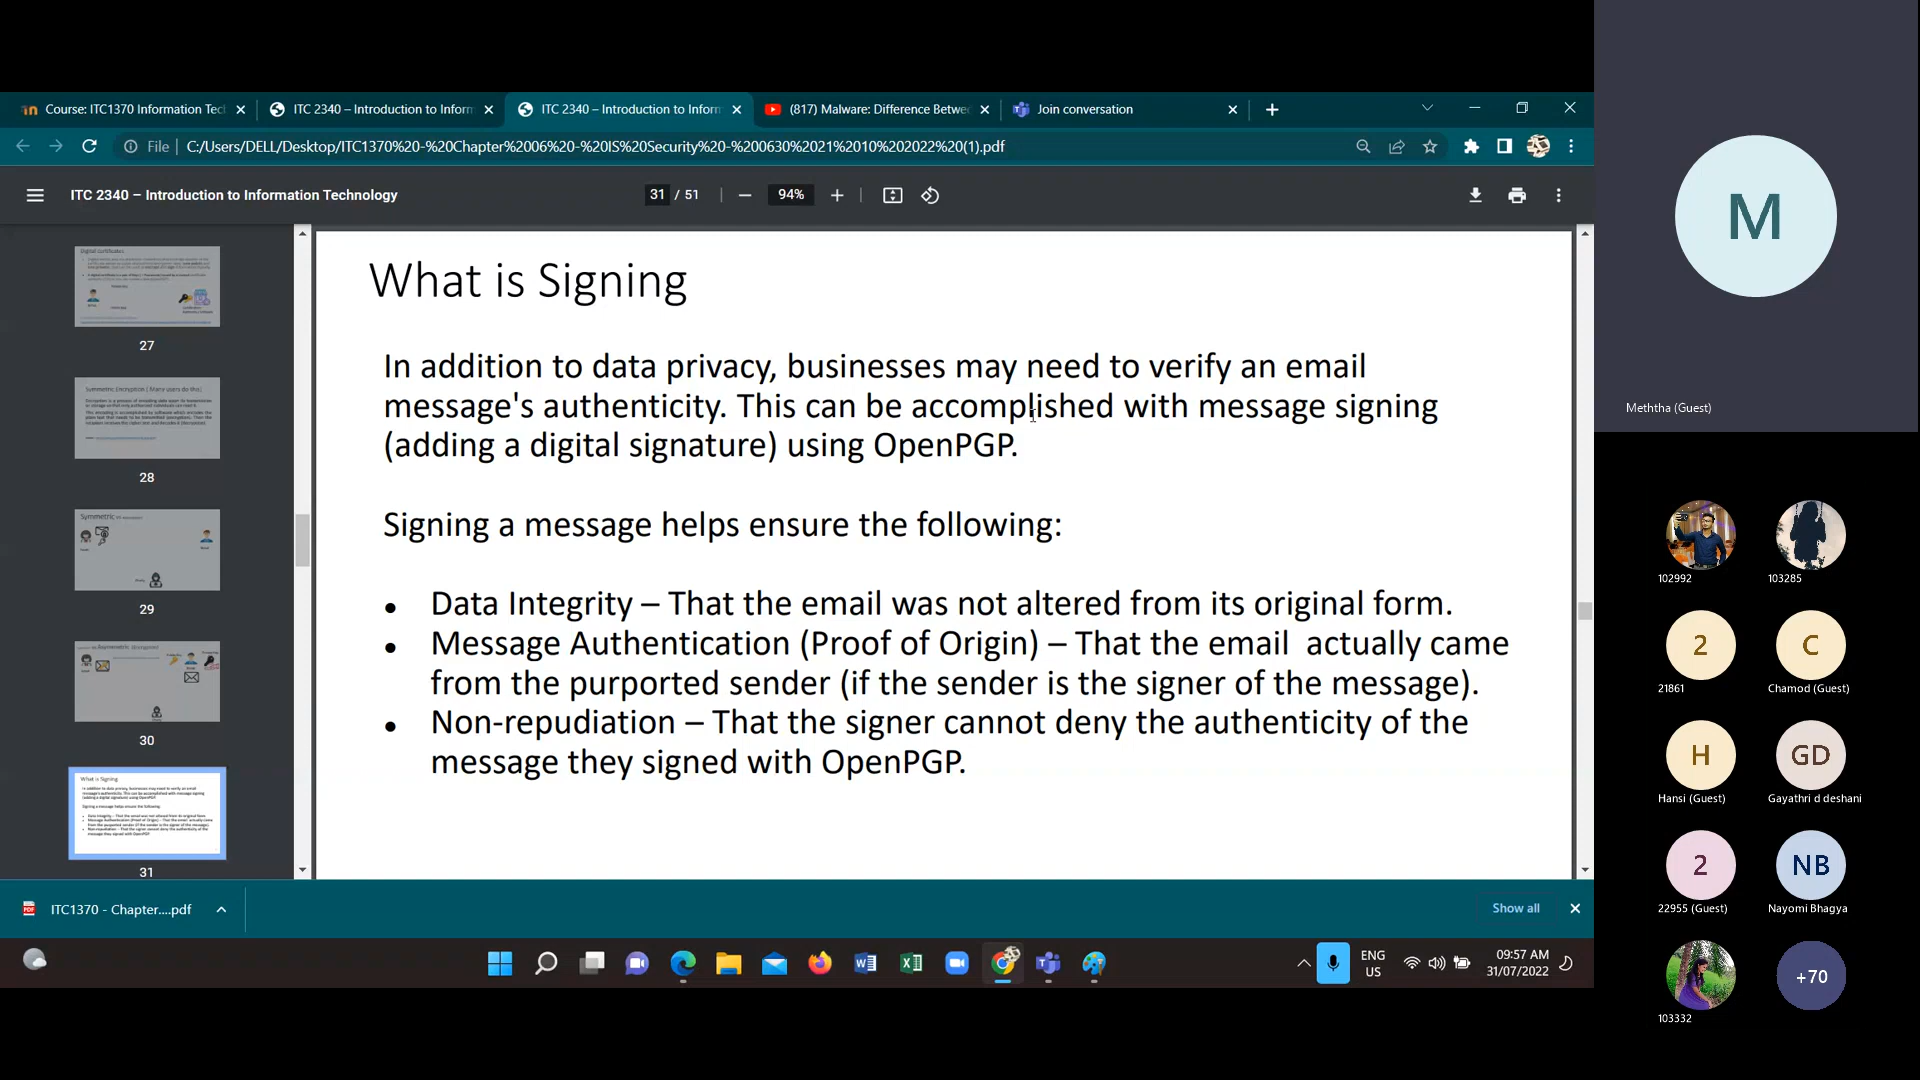 Course: ITC1370 Information Tec
ITC 2340 – Introduction to Inforn
ITC 2340 – Introduction to Inforn
(817) Malware: Difference Betwe
Join conversation
File | C:/Users/DELL/Desktop/ITC1370%20-%20Chapter%2006%20-%20IS%20Security%20-%200630%2021%2010%202022%20(1).pdf
ITC 2340 – Introduction to Information Technology
31 / 51
94%
27
28
29
30
31
What is Signing
In addition to data privacy, businesses may need to verify an email
message's authenticity. This can be accomplished with message signing
(adding a digital signature) using OpenPGP.
Signing a message helps ensure the following:
• Data Integrity – That the email was not altered from its original form.
• Message Authentication (Proof of Origin) – That the email actually came
from the purported sender (if the sender is the signer of the message).
• Non-repudiation – That the signer cannot deny the authenticity of the
message they signed with OpenPGP.
ITC1370 - Chapter....pdf
Show all
ENG
US
09:57 AM
31/07/2022
M
Meththa (Guest)
102992
103285
2
C
21861
Chamod (Guest)
H
GD
Hansi (Guest)
Gayathri d deshani
2
NB
22955 (Guest)
Nayomi Bhagya
+70
103332